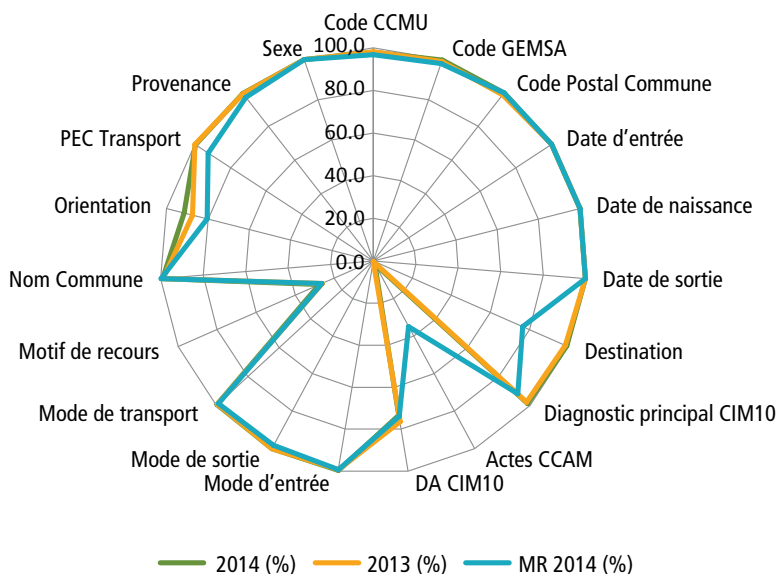 Code CCMU
Code GEMSA
Code Postal Commune
Date d'entrée
Date de naissance
Date de sortie
Destination
Diagnostic principal CIM10
Actes CCAM
DA CIM10
Mode d'entrée
Mode de sortie
Mode de transport
Motif de recours
Nom Commune
Orientation
PEC Transport
Provenance
Sexe
100,0
80.0
60.0
40.0
20.0
0.0
2014 (%) 2013 (%) MR 2014 (%)